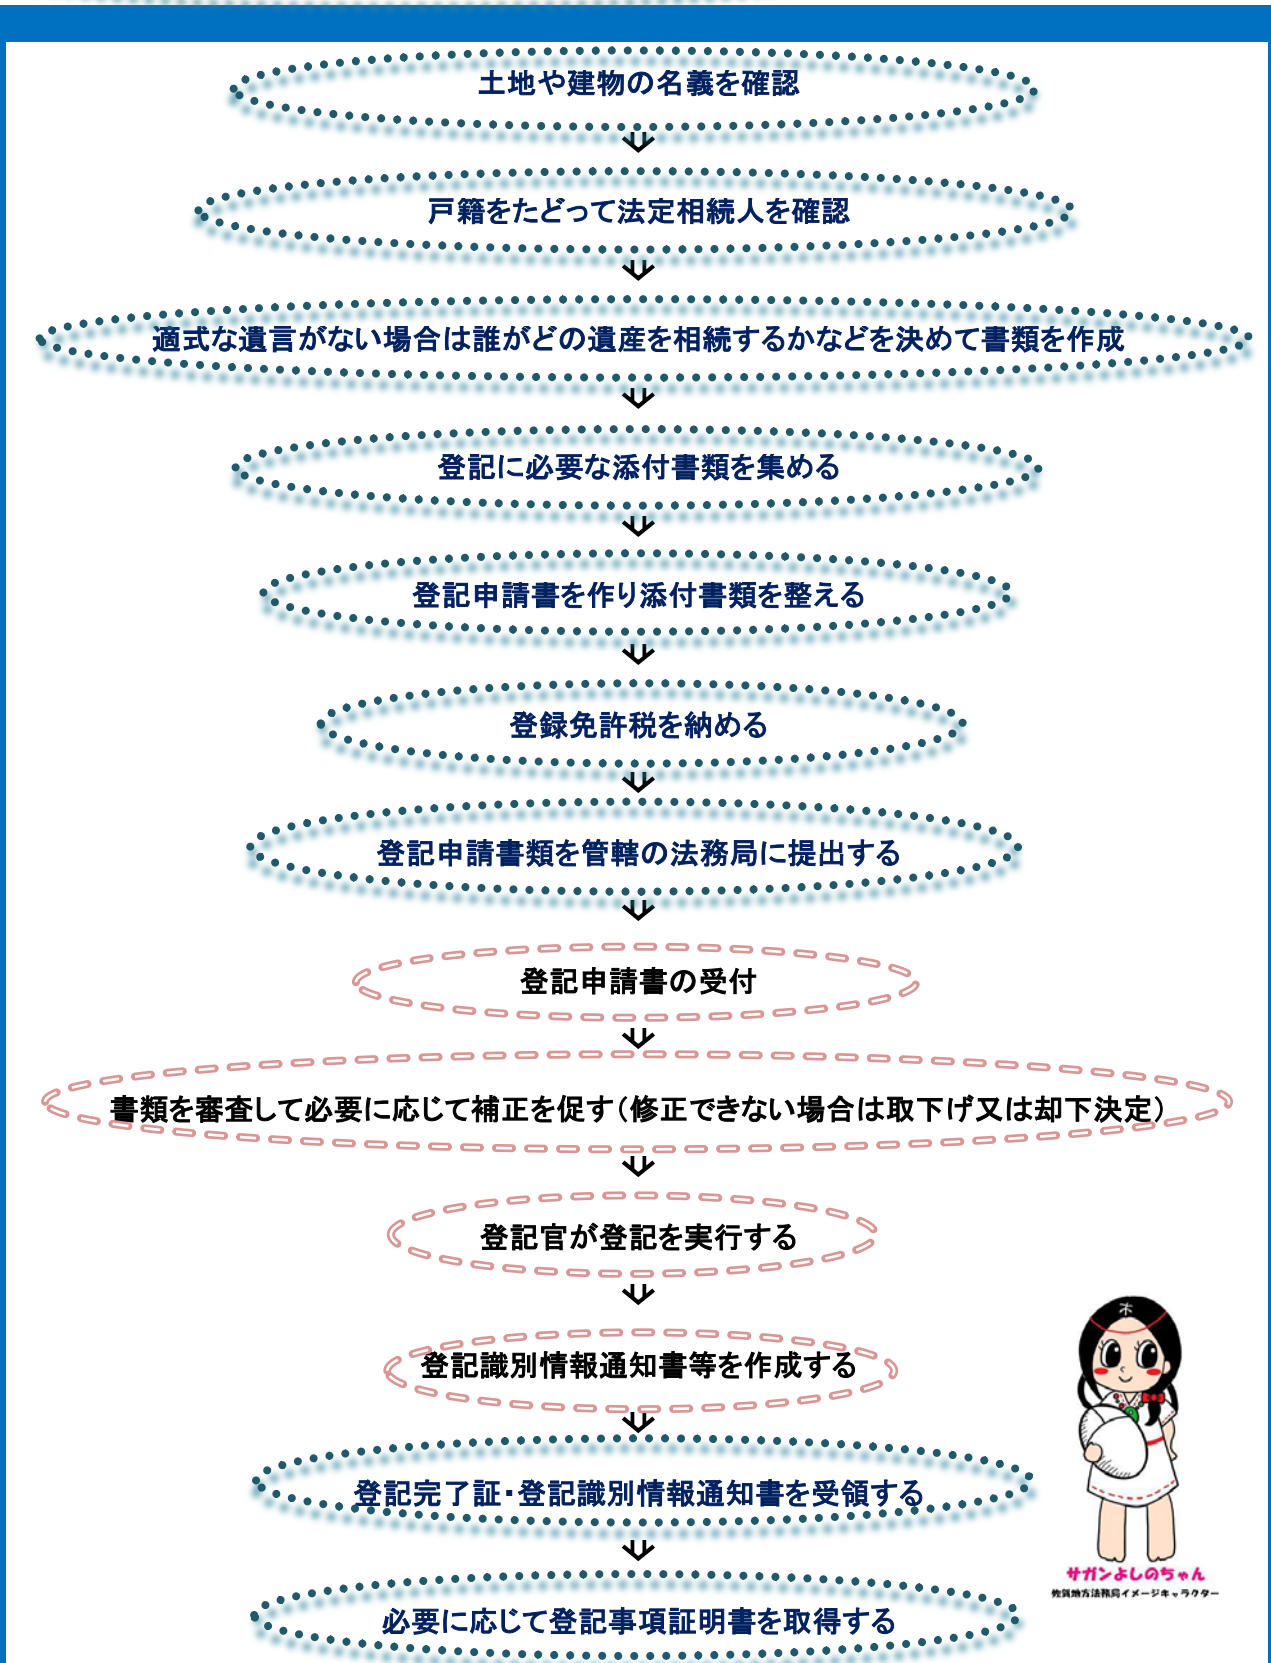 土地や建物の名義を確認
⇓
戸籍をたどって法定相続人を確認
⇓
適式な遺言がない場合は誰がどの遺産を相続するかなどを決めて書類を作成
⇓
登記に必要な添付書類を集める
⇓
登記申請書を作り添付書類を整える
⇓
登録免許税を納める
⇓
登記申請書類を管轄の法務局に提出する
⇓
登記申請書の受付
⇓
書類を審査して必要に応じて補正を促す（修正できない場合は取下げ又は却下決定）
⇓
登記官が登記を実行する
⇓
登記識別情報通知書等を作成する
⇓
登記完了証・登記識別情報通知書を受領する
⇓
必要に応じて登記事項証明書を取得する
ホ
サガンよしのちゃん
佐賀地方法務局イメージキャラクター